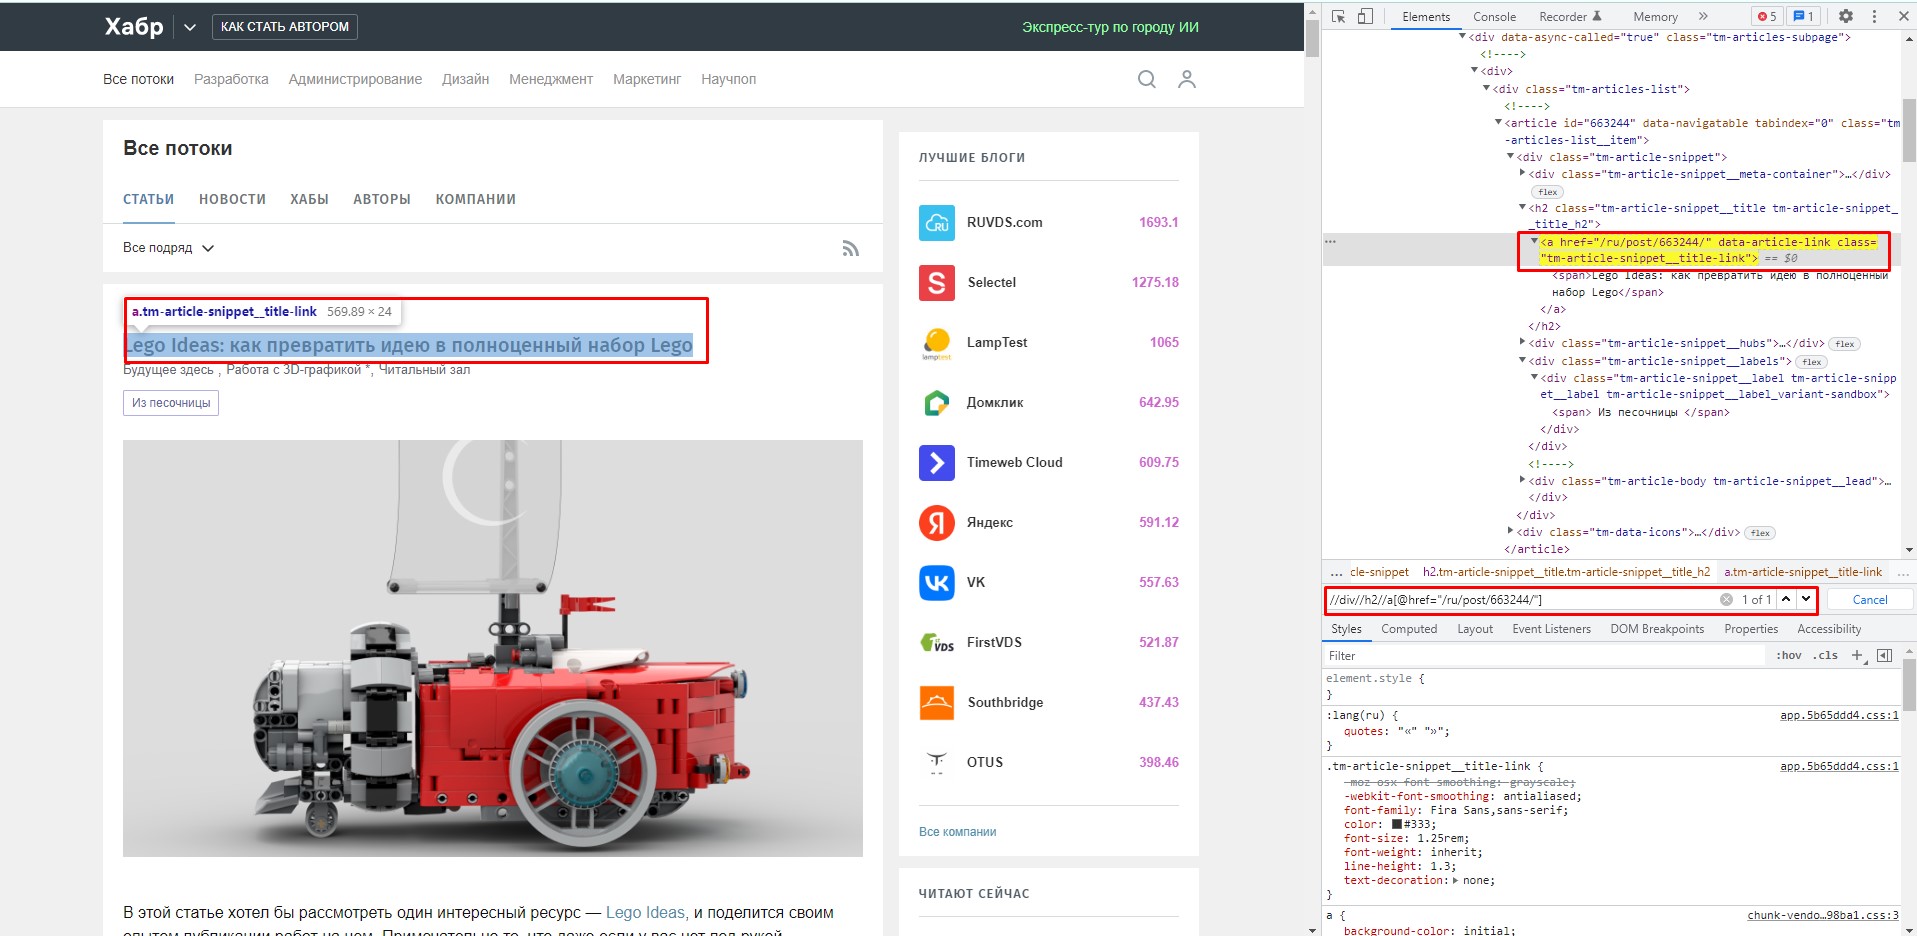 Хабр
КАК СТАТЬ АВТОРОМ
Экспресс-тур по городу ИИ
Все потоки Разработка Администрирование Дизайн Менеджмент Маркетинг Научпоп
Все потоки
СТАТЬИ НОВОСТИ ХАБЫ АВТОРЫ КОМПАНИИ
Все подряд
a.tm-article-snippet__title-link 569.89 × 24
Lego Ideas: как превратить идею в полноценный набор Lego
Будущее здесь , Работа с 3D-графикой *, Читальный зал
Из песочницы
В этой статье хотел бы рассмотреть один интересный ресурс — Lego Ideas, и поделится своим
ЛУЧШИЕ БЛОГИ
RUVDS.com 1693.1
Selectel 1275.18
LampTest 1065
Домклик 642.95
Timeweb Cloud 609.75
Яндекс 591.12
VK 557.63
FirstVDS 521.87
Southbridge 437.43
OTUS 398.46
Все компании
ЧИТАЮТ СЕЙЧАС
Elements Console Recorder Memory » 5 1
<div data-async-called="true" class="tm-articles-subpage">
<!---->
<div>
<div class="tm-articles-list">
<!---->
<article id="663244" data-navigatable tabindex="0" class="tm
-articles-list__item">
<div class="tm-article-snippet">
<div class="tm-article-snippet__meta-container">…</div>
flex
<h2 class="tm-article-snippet__title tm-article-snippet_
_title_h2">
<a href="/ru/post/663244/" data-article-link class=
"tm-article-snippet__title-link"> == $0
<span>Lego Ideas: как превратить идею в полноценный
набор Lego</span>
</a>
</h2>
<div class="tm-article-snippet__hubs">…</div> flex
<div class="tm-article-snippet__labels"> flex
<div class="tm-article-snippet__label tm-article-snipp
et__label tm-article-snippet__label_variant-sandbox">
<span> Из песочницы </span>
</div>
</div>
<!---->
<div class="tm-article-body tm-article-snippet__lead">…
</div>
</div>
<div class="tm-data-icons">…</div> flex
</article>
… cle-snippet h2.tm-article-snippet__title.tm-article-snippet__title_h2 a.tm-article-snippet__title-link …
//div//h2//a[@href="/ru/post/663244/"] 1 of 1 Cancel
Styles Computed Layout Event Listeners DOM Breakpoints Properties Accessibility
Filter :hov .cls +
element.style {
}
:lang(ru) { app.5b65ddd4.css:1
quotes: "«" "»";
}
.tm-article-snippet__title-link { app.5b65ddd4.css:1
-moz-osx-font-smoothing: grayscale;
-webkit-font-smoothing: antialiased;
font-family: Fira Sans,sans-serif;
color: #333;
font-size: 1.25rem;
font-weight: inherit;
line-height: 1.3;
text-decoration: none;
}
a { chunk-vendo…98ba1.css:3
background-color: initial;